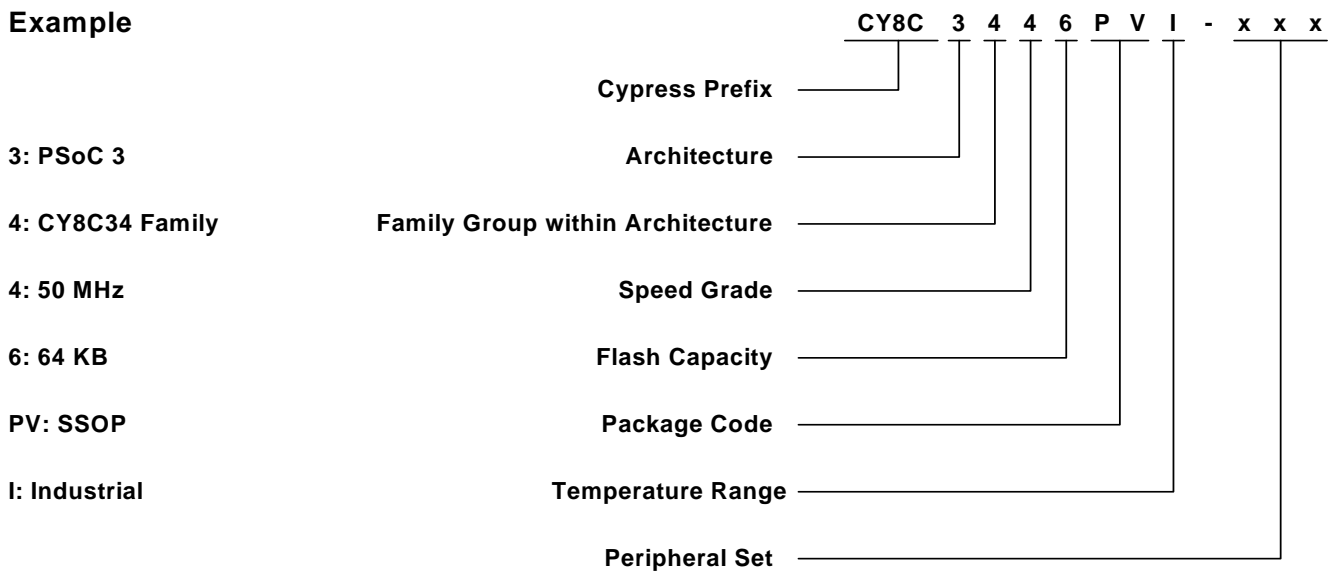 Example CY8C 3 4 4 6 P V I - x x x
Cypress Prefix
3: PSoC 3 Architecture
4: CY8C34 Family Family Group within Architecture
4: 50 MHz Speed Grade
6: 64 KB Flash Capacity
PV: SSOP Package Code
I: Industrial Temperature Range
Peripheral Set